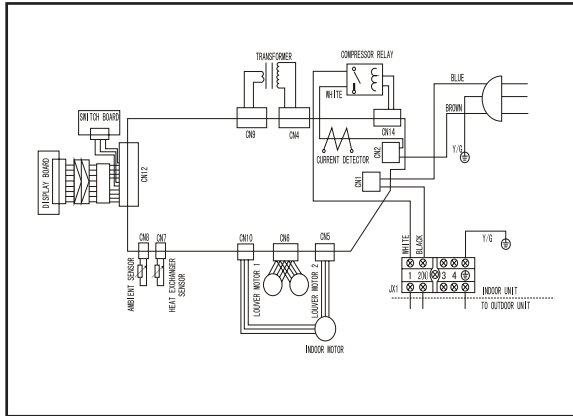 TRANSFORMER
COMPRESSOR RELAY
WHITE
BLUE
BROWN
Y/G
SWITCH BOARD
CN9
CN4
CN14
CN2
CURRENT DETECTOR
DISPLAY BOARD
CN12
CN1
CN8
CN7
CN10
CN6
CN5
WHITE
BLACK
Y/G
AMBIENT SENSOR
HEAT EXCHANGER
SENSOR
LOUVER MOTOR 1
LOUVER MOTOR 2
INDOOR MOTOR
1 2(N) 3 4
JX1
INDOOR UNIT
TO OUTDOOR UNIT